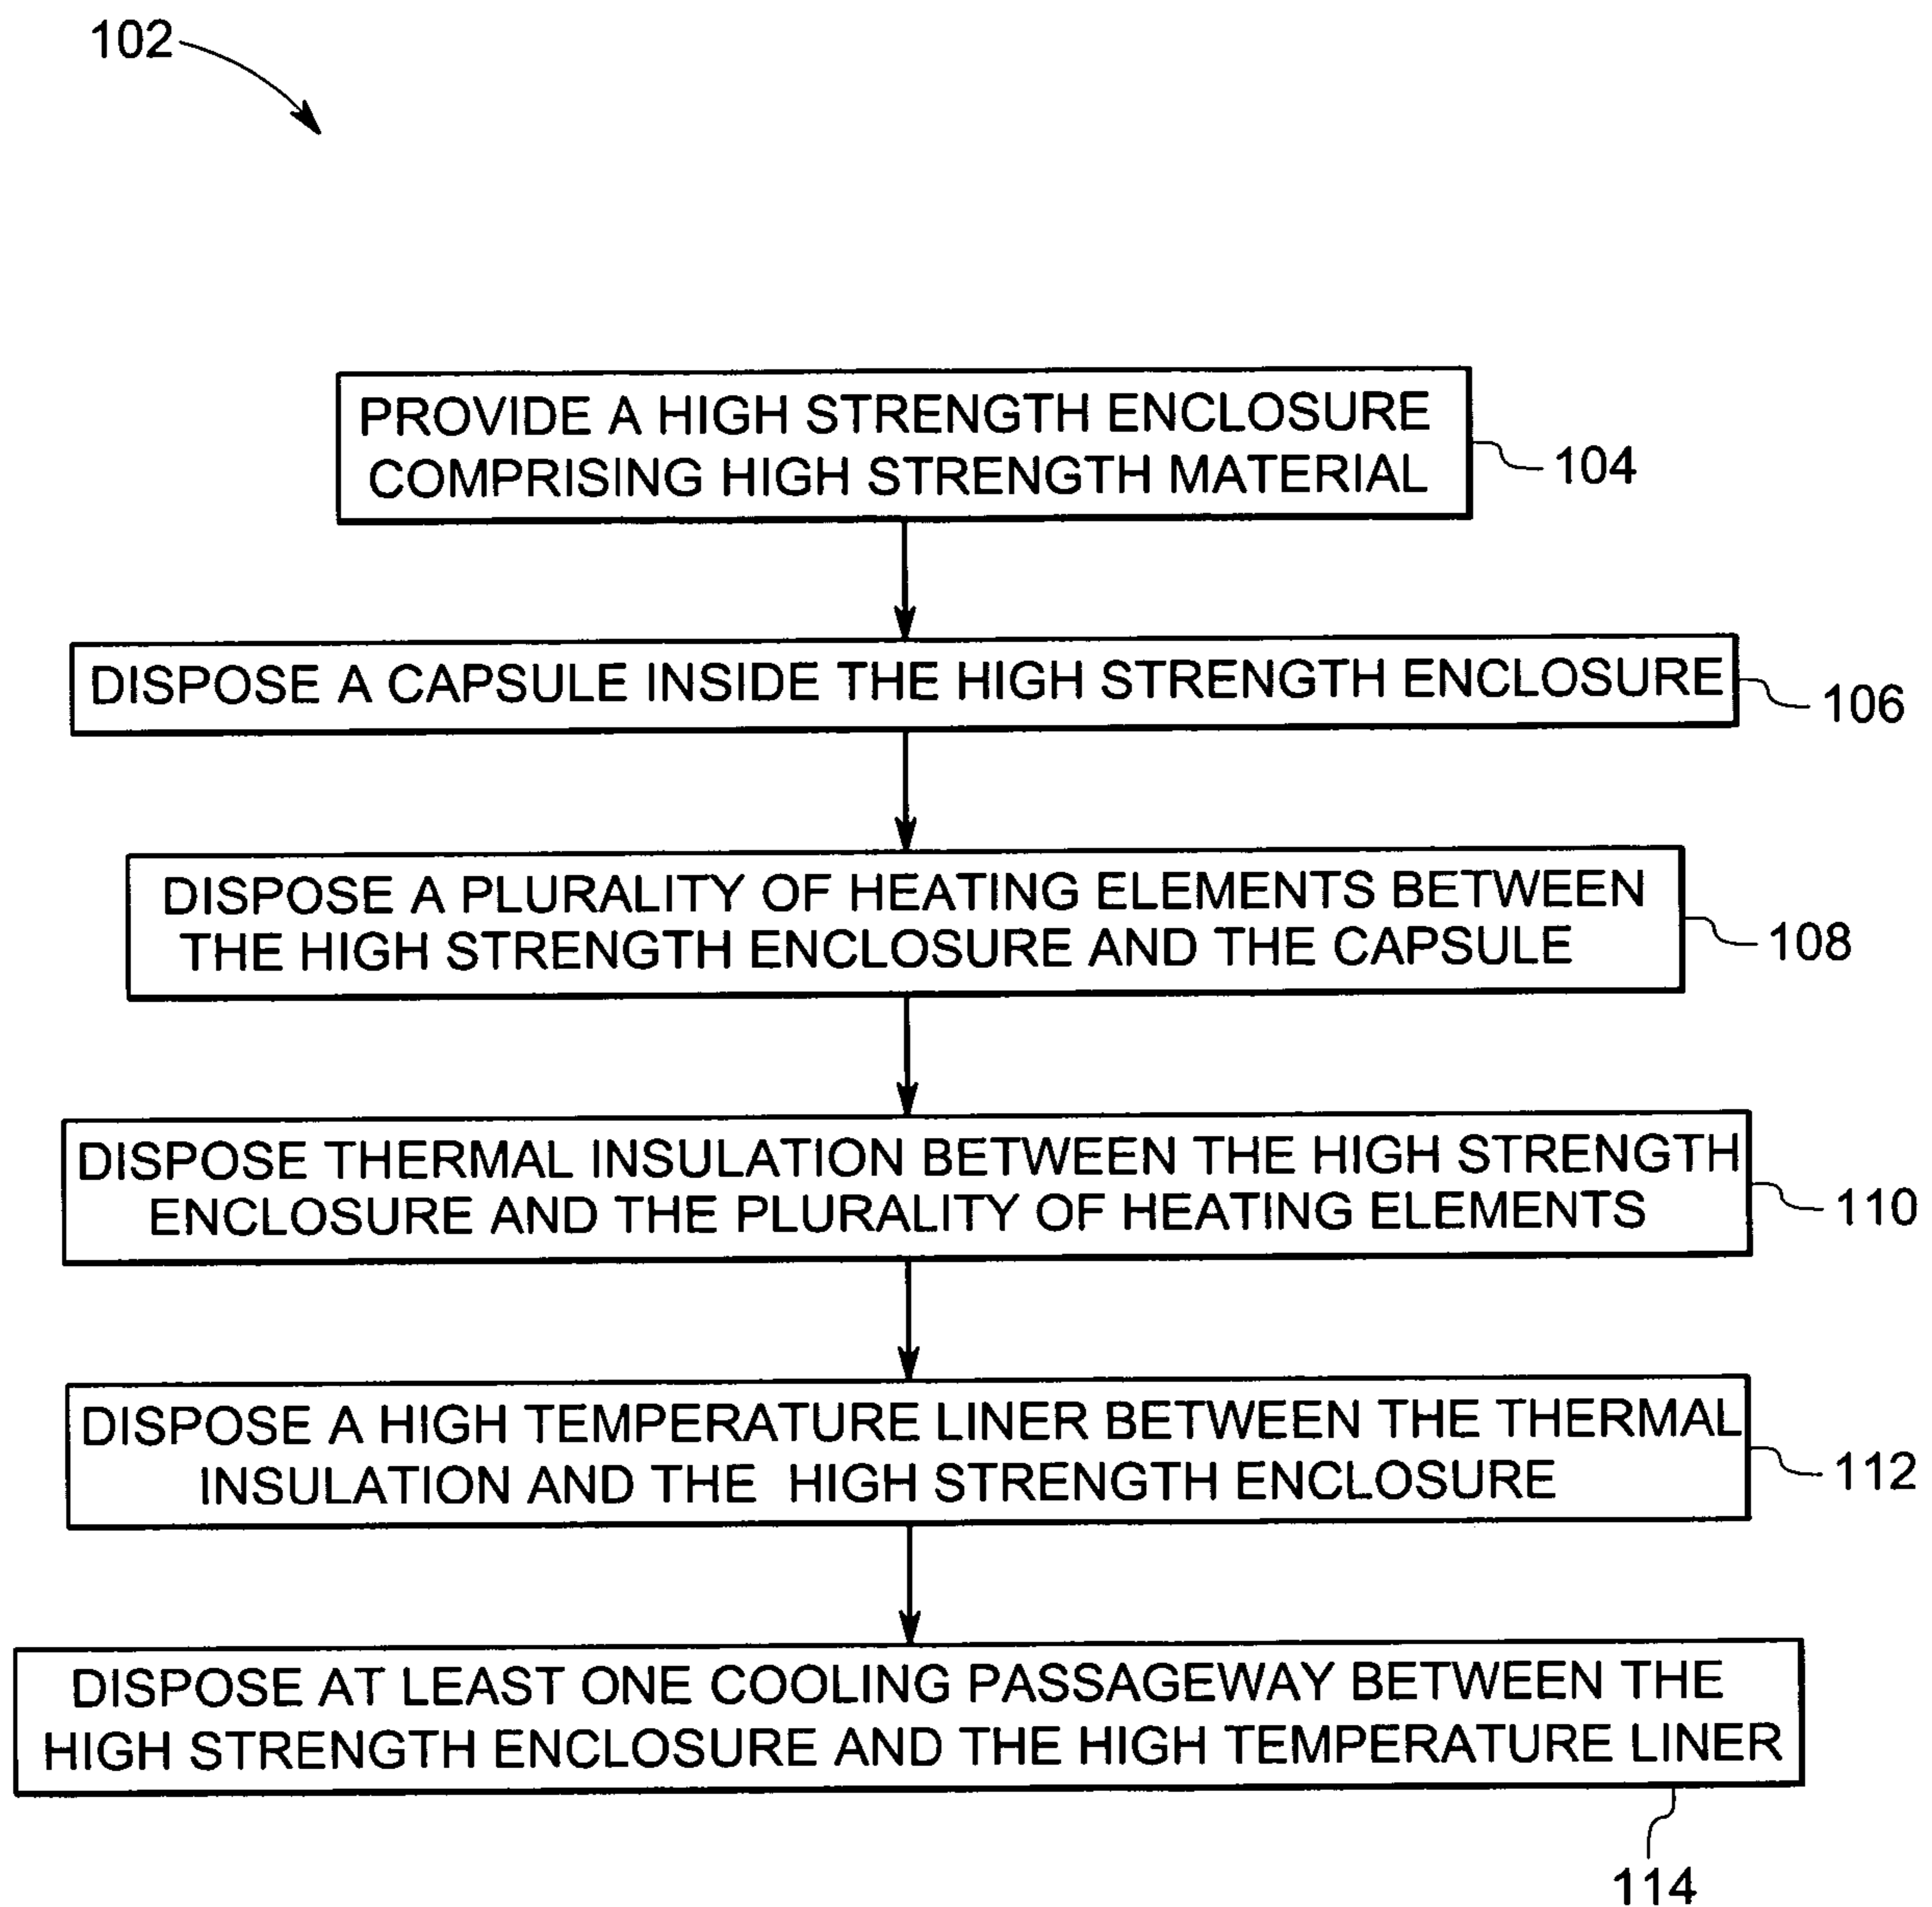 102
PROVIDE A HIGH STRENGTH ENCLOSURE
COMPRISING HIGH STRENGTH MATERIAL
104
DISPOSE A CAPSULE INSIDE THE HIGH STRENGTH ENCLOSURE
106
DISPOSE A PLURALITY OF HEATING ELEMENTS BETWEEN
THE HIGH STRENGTH ENCLOSURE AND THE CAPSULE
108
DISPOSE THERMAL INSULATION BETWEEN THE HIGH STRENGTH
ENCLOSURE AND THE PLURALITY OF HEATING ELEMENTS
110
DISPOSE A HIGH TEMPERATURE LINER BETWEEN THE THERMAL
INSULATION AND THE HIGH STRENGTH ENCLOSURE
112
DISPOSE AT LEAST ONE COOLING PASSAGEWAY BETWEEN THE
HIGH STRENGTH ENCLOSURE AND THE HIGH TEMPERATURE LINER
114